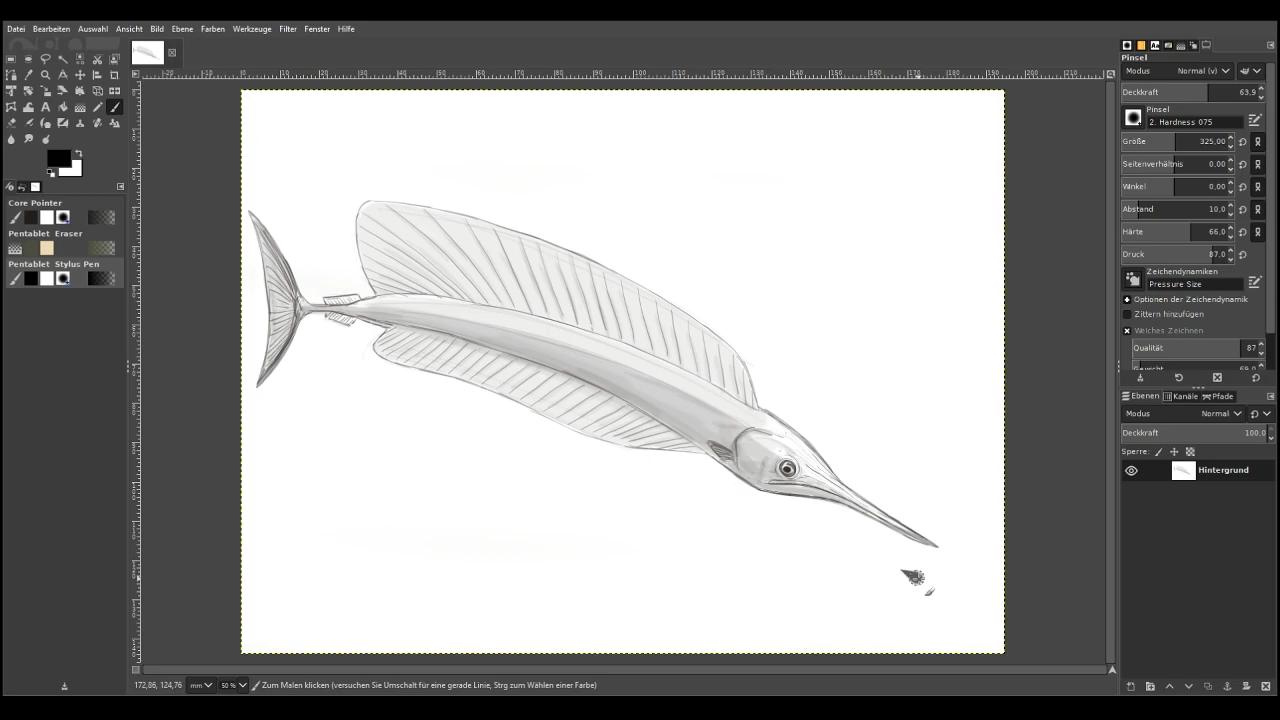 Datei Bearbeiten Auswahl Ansicht Bild Ebene Farben Werkzeuge Filter Fenster Hilfe
Core Pointer
Pentablet Eraser
Pentablet Stylus Pen
Pinsel
Modus Normal (v)
Deckkraft 63,9
Pinsel
2. Hardness 075
Größe 325,00
Seitenverhältnis 0,00
Winkel 0,00
Abstand 10,0
Härte 66,0
Druck 87,0
Zeichendynamiken
Pressure Size
Optionen der Zeichendynamik
Zittern hinzufügen
Weiches Zeichnen
Qualität 87
Ebenen Kanäle Pfade
Modus Normal
Deckkraft 100,0
Sperre:
Hintergrund
172,86, 124,76 mm 50 % Zum Malen klicken (versuchen Sie Umschalt für eine gerade Linie, Strg zum Wählen einer Farbe)